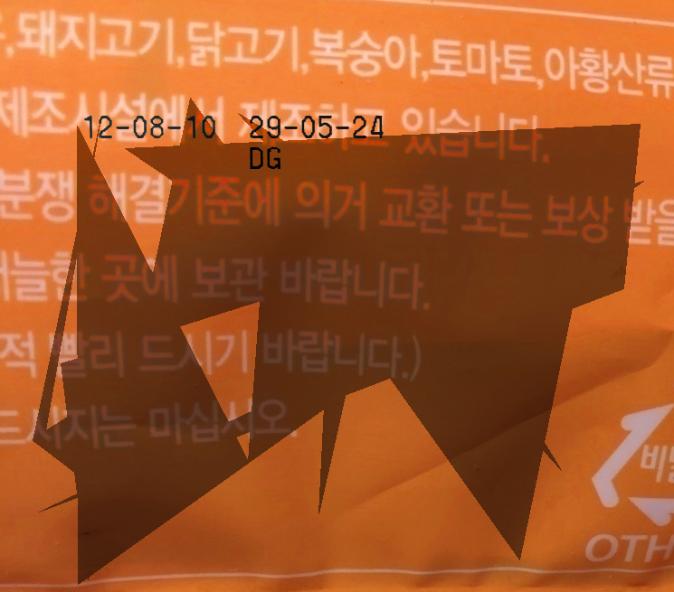 돼지고기,닭고기,복숭아,토마토,아황산류
제조시설에서 제조하고 있습니다.
12-08-10 29-05-24
DG
분쟁 해결기준에 의거 교환 또는 보상 받을
서늘한 곳에 보관 바랍니다.
빨리 드시기 바랍니다.)
드시지는 마십시오.
OTH